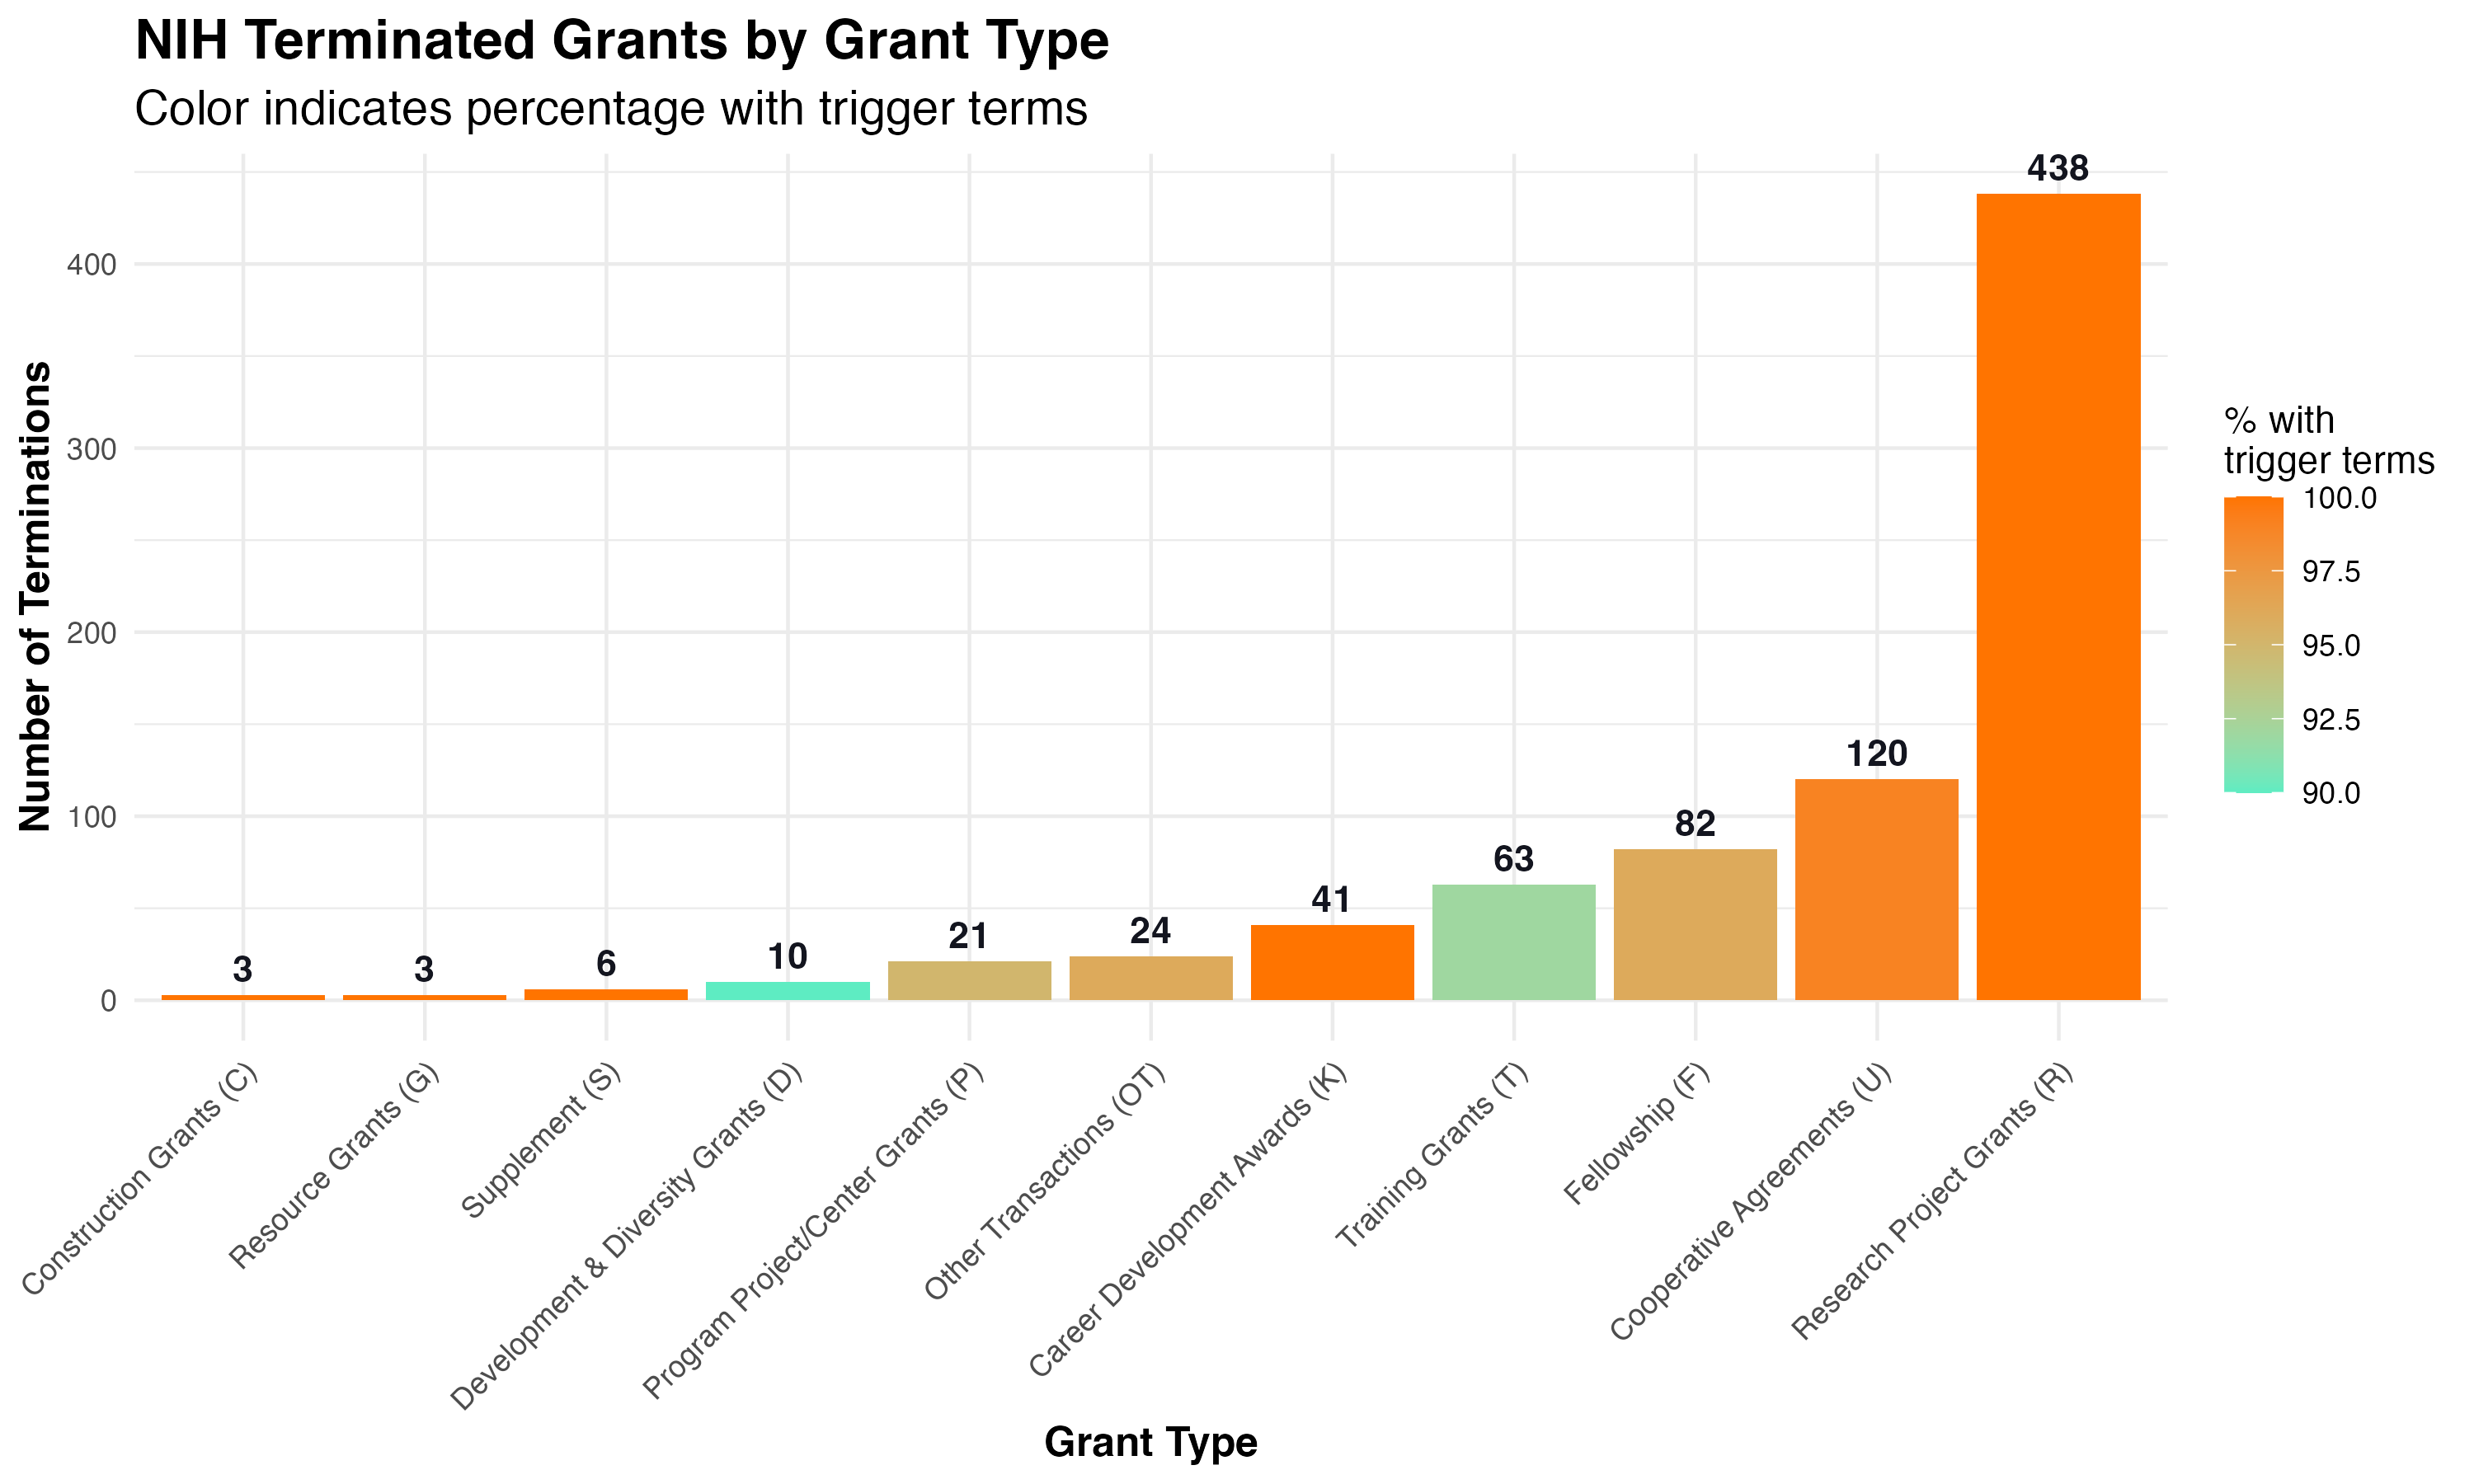 NIH Terminated Grants by Grant Type
Color indicates percentage with trigger terms
Number of Terminations
400
300
200
100
0
3
3
6
10
21
24
41
63
82
120
438
Construction Grants (C)
Resource Grants (G)
Supplement (S)
Development & Diversity Grants (D)
Program Project/Center Grants (P)
Other Transactions (OT)
Career Development Awards (K)
Training Grants (T)
Fellowship (F)
Cooperative Agreements (U)
Research Project Grants (R)
Grant Type
% with
trigger terms
100.0
97.5
95.0
92.5
90.0